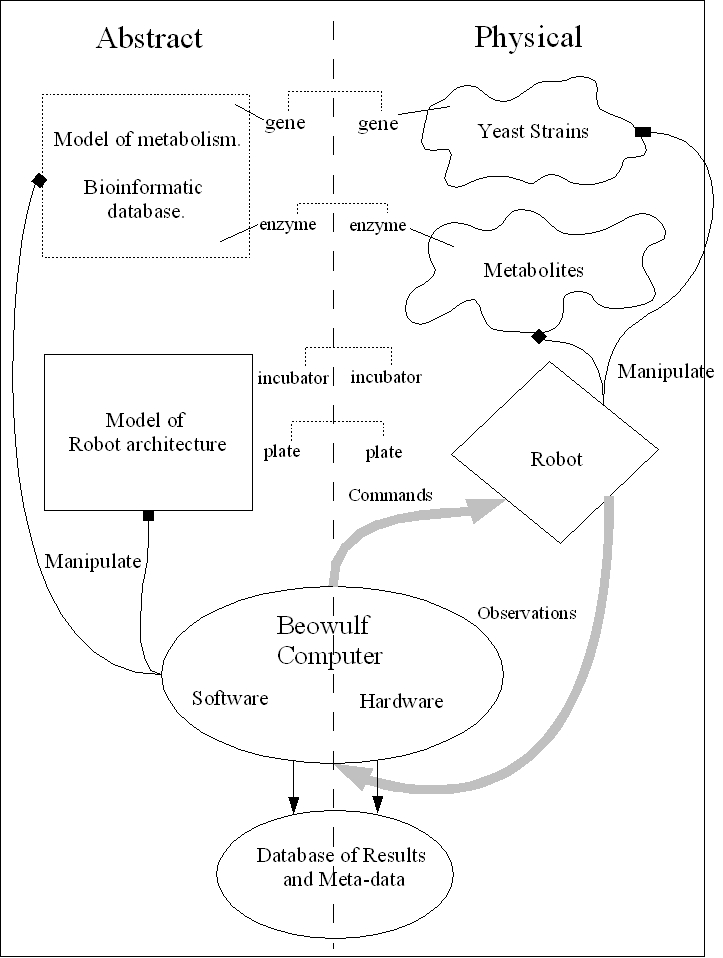 Abstract
Physical
gene
gene
Model of metabolism.
Yeast Strains
Bioinformatic
database.
enzyme
enzyme
Metabolites
incubator
incubator
Manipulate
Model of
Robot architecture
plate
plate
Robot
Commands
Manipulate
Observations
Beowulf
Computer
Software
Hardware
Database of Results
and Meta-data